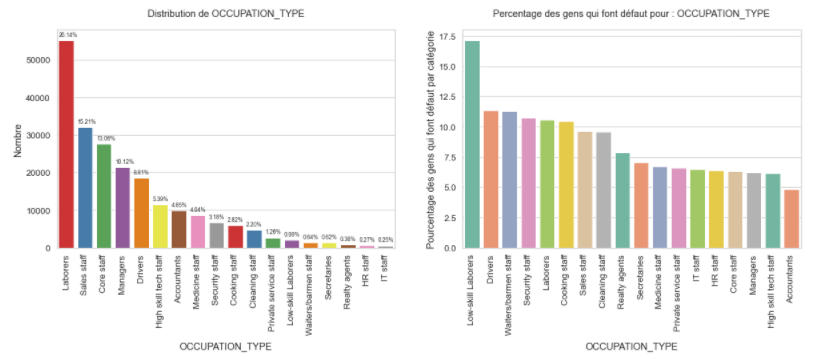 Distribution de OCCUPATION_TYPE
Nombre
50000
40000
30000
20000
10000
0
26.14%
15.21%
13.06%
10.12%
8.81%
5.39%
4.65%
4.04%
3.18%
2.82%
2.20%
1.26%
0.99%
0.64%
0.62%
0.36%
0.27%
0.25%
Laborers
Sales staff
Core staff
Managers
Drivers
High skill tech staff
Accountants
Medicine staff
Security staff
Cooking staff
Cleaning staff
Private service staff
Low-skill Laborers
Waiters/barmen staff
Secretaries
Realty agents
HR staff
IT staff
OCCUPATION_TYPE
Percentage des gens qui font défaut pour : OCCUPATION_TYPE
Pourcentage des gens qui font défaut par catégorie
17.5
15.0
12.5
10.0
7.5
5.0
2.5
0.0
Low-skill Laborers
Drivers
Waiters/barmen staff
Security staff
Laborers
Cooking staff
Sales staff
Cleaning staff
Realty agents
Secretaries
Medicine staff
Private service staff
IT staff
HR staff
Core staff
Managers
High skill tech staff
Accountants
OCCUPATION_TYPE